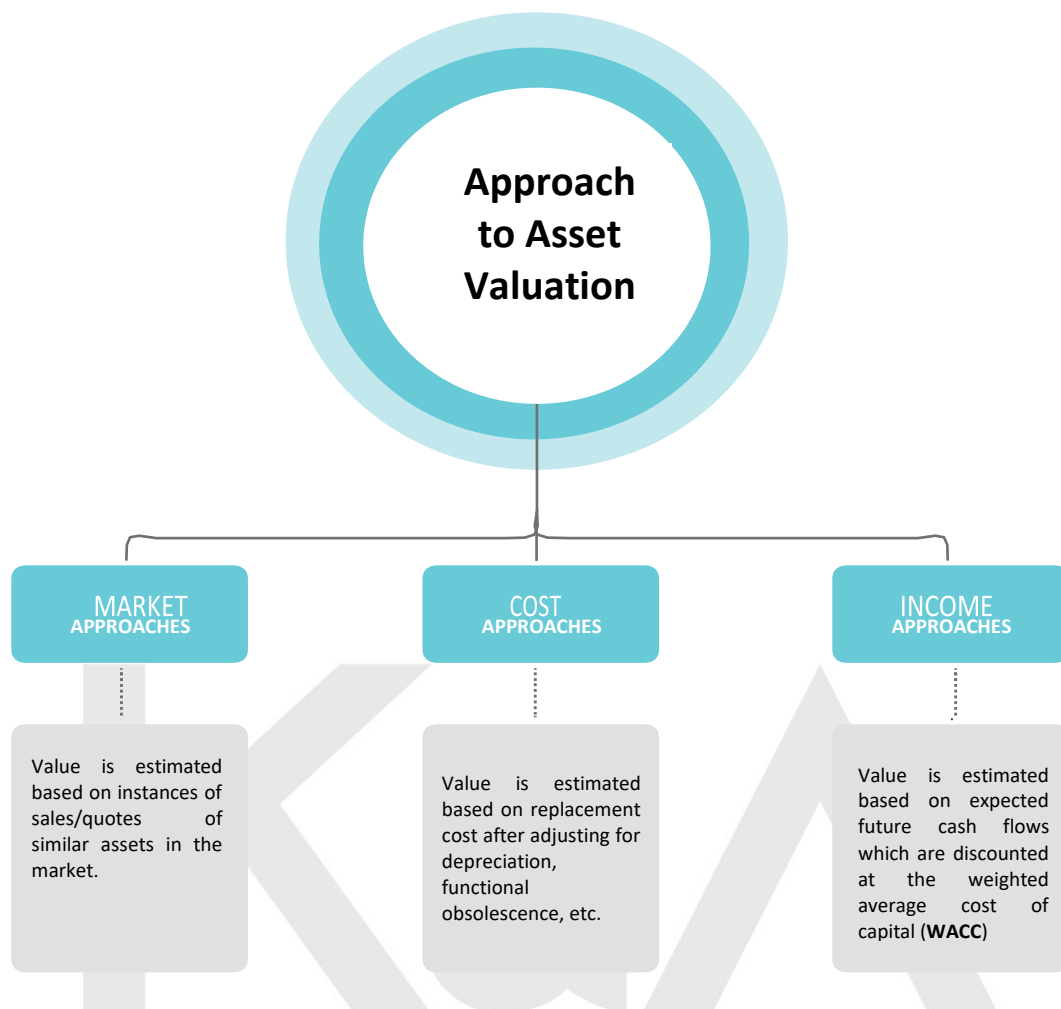 Approach
to Asset
Valuation
MARKET
APPROACHES
COST
APPROACHES
INCOME
APPROACHES
Value is estimated
based on instances of
sales/quotes of
similar assets in the
market.
Value is estimated
based on replacement
cost after adjusting for
depreciation,
functional
obsolescence, etc.
Value is estimated
based on expected
future cash flows
which are discounted
at the weighted
average cost of
capital (WACC)